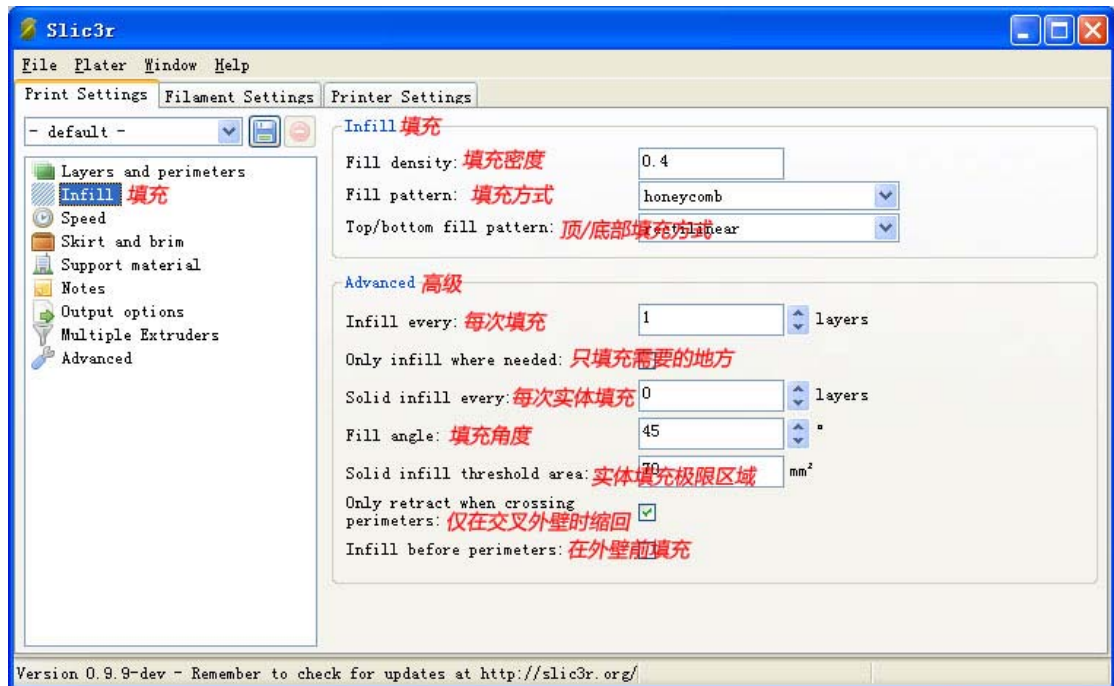 Slic3r
File Plater Window Help
Print Settings Filament Settings Printer Settings
- default -
Layers and perimeters
Infill 填充
Speed
Skirt and brim
Support material
Notes
Output options
Multiple Extruders
Advanced
Infill 填充
Fill density: 填充密度 0.4
Fill pattern: 填充方式 honeycomb
Top/bottom fill pattern: 顶/底部填充方式 rectilinear
Advanced 高级
Infill every: 每次填充 1 layers
Only infill where needed: 只填充需要的地方
Solid infill every: 每次实体填充 0 layers
Fill angle: 填充角度 45 °
Solid infill threshold area: 实体填充极限区域 70 mm²
Only retract when crossing
perimeters: 仅在交叉外壁时缩回
Infill before perimeters: 在外壁前填充
Version 0.9.9-dev - Remember to check for updates at http://slic3r.org/